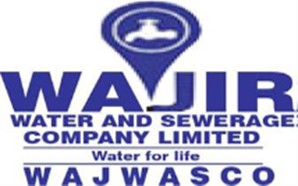 WAJIR
WATER AND SEWERAGE
COMPANY LIMITED
Water for life
WAJWASCO